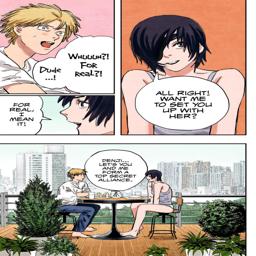 ALL RIGHT!
WANT ME
TO SET YOU
UP WITH
HER?
Whuuuh?!
For
Real?!
Dude
...!
FOR
REAL,
I
MEAN
IT!
DENJI...
LET'S YOU
AND ME
FORM A
TOP SECRET
ALLIANCE.